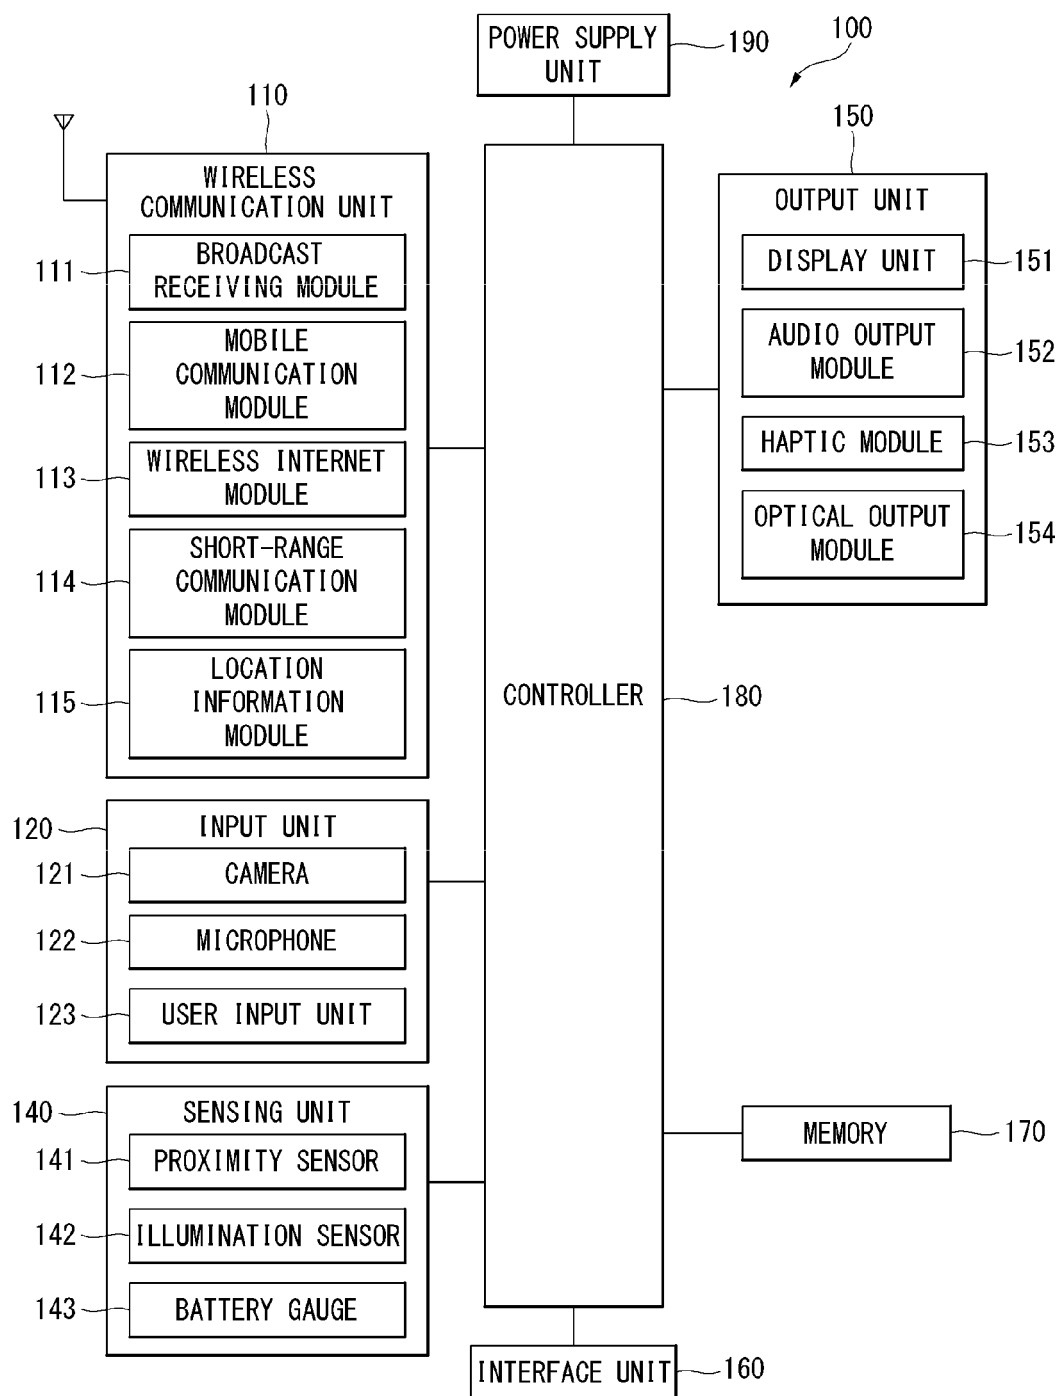 POWER SUPPLY
UNIT
190
100
110
WIRELESS
COMMUNICATION UNIT
111
BROADCAST
RECEIVING MODULE
112
MOBILE
COMMUNICATION
MODULE
113
WIRELESS INTERNET
MODULE
114
SHORT-RANGE
COMMUNICATION
MODULE
115
LOCATION
INFORMATION
MODULE
120
INPUT UNIT
121
CAMERA
122
MICROPHONE
123
USER INPUT UNIT
140
SENSING UNIT
141
PROXIMITY SENSOR
142
ILLUMINATION SENSOR
143
BATTERY GAUGE
CONTROLLER
180
150
OUTPUT UNIT
DISPLAY UNIT
151
AUDIO OUTPUT
MODULE
152
HAPTIC MODULE
153
OPTICAL OUTPUT
MODULE
154
MEMORY
170
INTERFACE UNIT
160